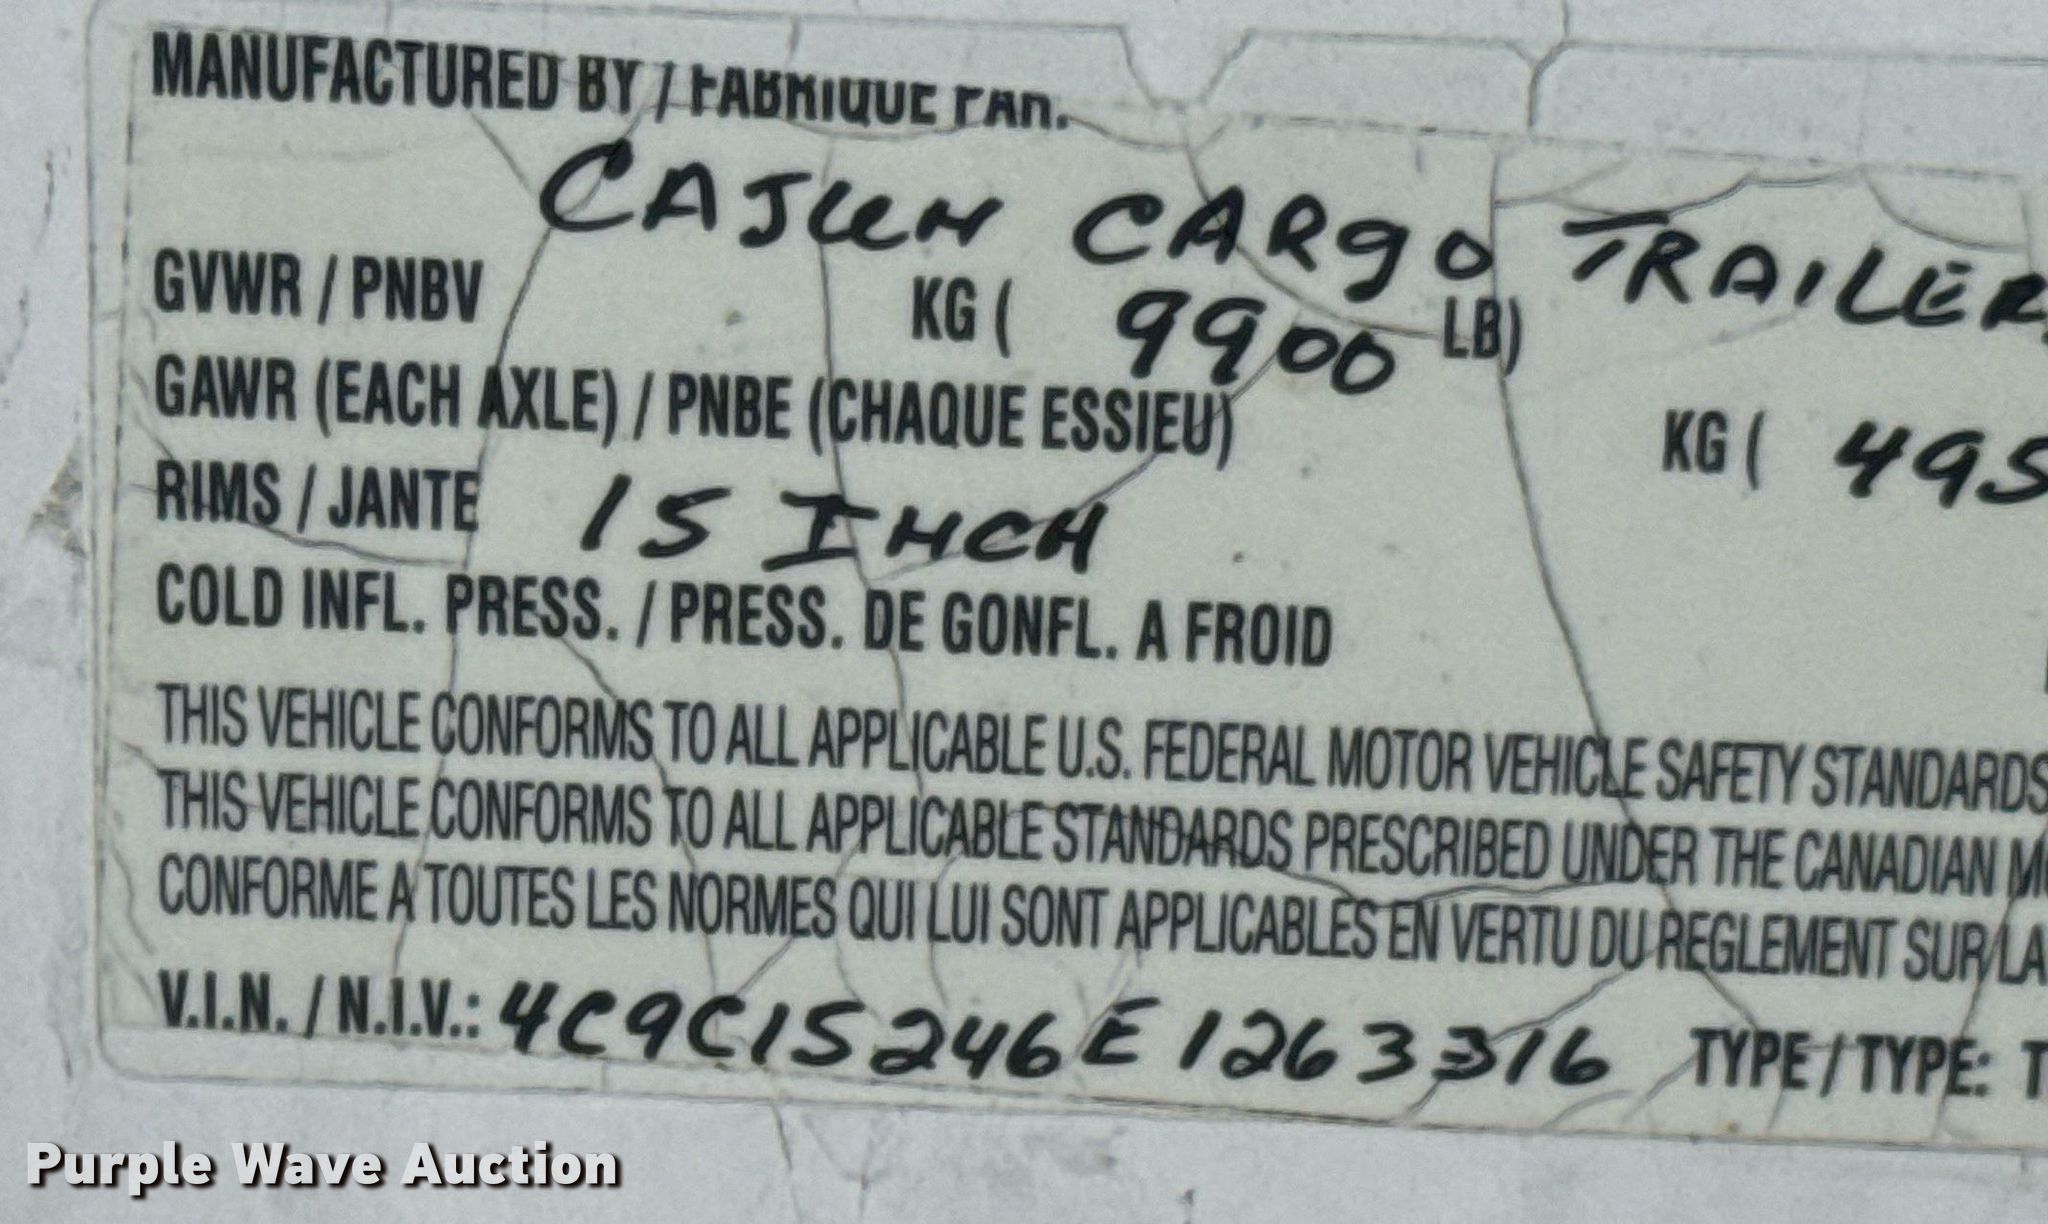 MANUFACTURED BY / FABRIQUE PAR:
CAJUN CARGO TRAILERS
GVWR / PNBV KG ( 9900 LB)
GAWR (EACH AXLE) / PNBE (CHAQUE ESSIEU) KG ( 495
RIMS / JANTE 15 INCH
COLD INFL. PRESS. / PRESS. DE GONFL. A FROID
THIS VEHICLE CONFORMS TO ALL APPLICABLE U.S. FEDERAL MOTOR VEHICLE SAFETY STANDARDS
THIS VEHICLE CONFORMS TO ALL APPLICABLE STANDARDS PRESCRIBED UNDER THE CANADIAN M
CONFORME A TOUTES LES NORMES QUI LUI SONT APPLICABLES EN VERTU DU REGLEMENT SUR LA
V.I.N. / N.I.V.: 4C9C15246E1263316 TYPE / TYPE: T
Purple Wave Auction